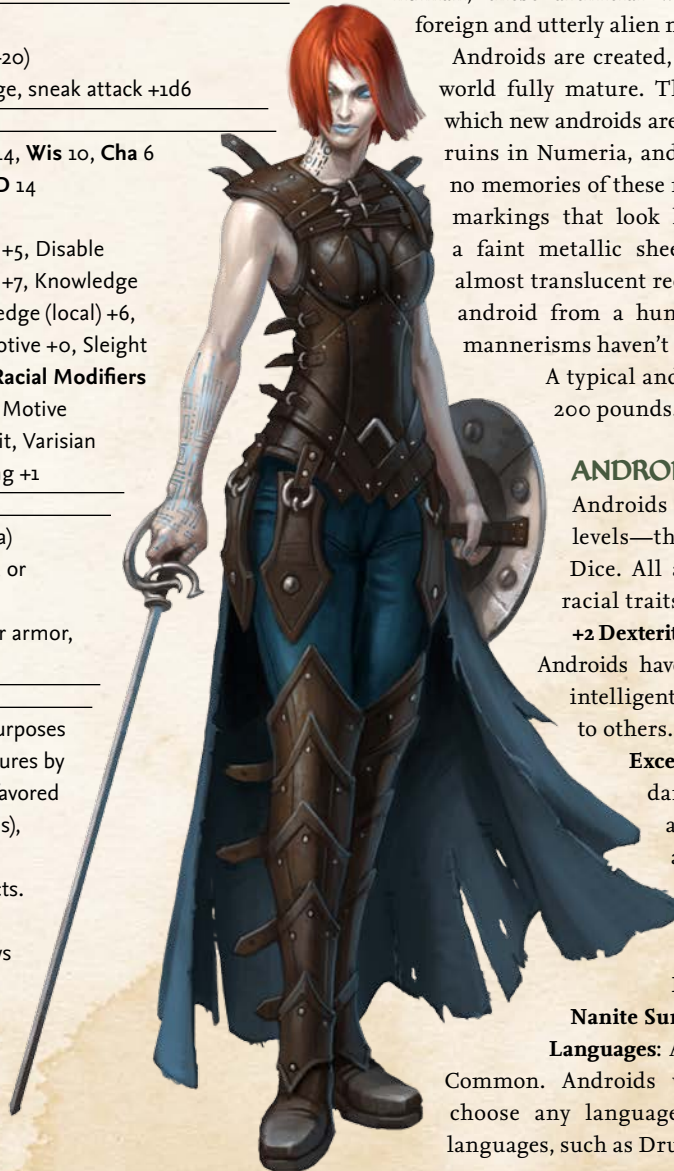 -20)
ge, sneak attack +1d6
14, Wis 10, Cha 6
D 14
+5, Disable
+7, Knowledge
edge (local) +6,
otive +0, Sleight
Racial Modifiers
Motive
it, Varisian
ng +1
a)
or
r armor,
urposes
ures by
avored
s),
cts.
ws
foreign and utterly alien
Androids are created,
world fully mature. Th
which new androids are
ruins in Numeria, and
no memories of these
markings that look
a faint metallic shee
almost translucent
android from a hum
mannerisms haven't
A typical and
200 pounds.
ANDRO
Androids
levels—th
Dice. All a
racial traits
+2 Dexterit
Androids have
intelligent
to others.
Exce
da
a
a
Nanite Sur
Languages: A
Common. Androids
choose any language
languages, such as Dru